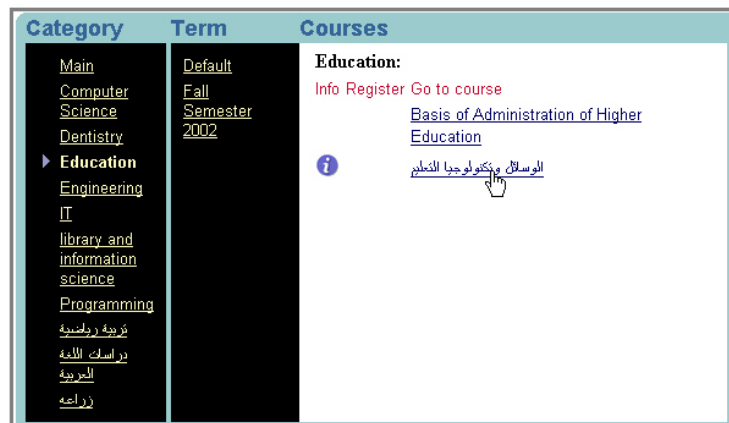 Category
Term
Courses
Main
Computer
Science
Dentistry
Education
Engineering
IT
library and
information
science
Programming
تربية رياضية
دراسات اللغة
العربية
زراعه
Default
Fall
Semester
2002
Education:
Info Register Go to course
Basis of Administration of Higher
Education
الوسائل وتكنولوجيا التعليم